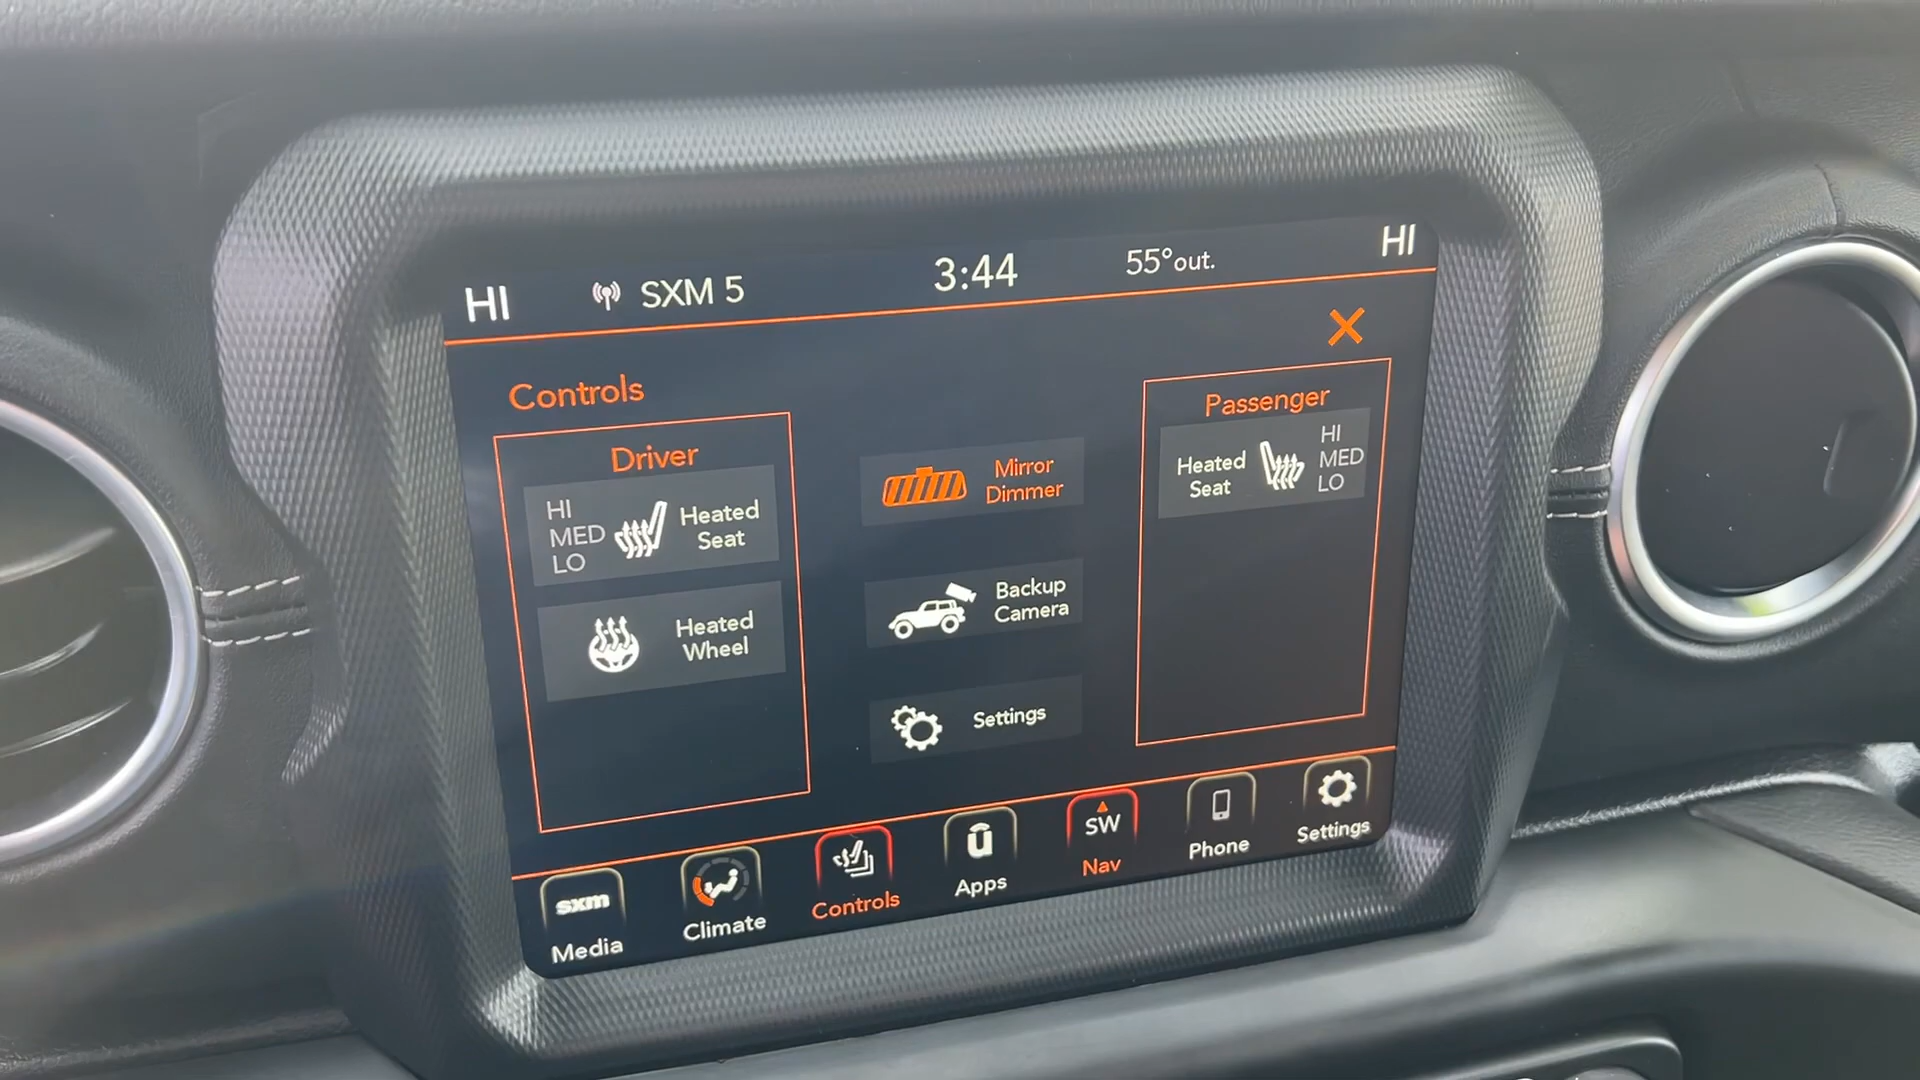 HI
SXM 5
3:44
55°out.
HI
Controls
Driver
HI
MED
LO
Heated
Seat
Heated
Wheel
Mirror
Dimmer
Backup
Camera
Settings
Passenger
Heated
Seat
HI
MED
LO
sxm
Media
Climate
Controls
Apps
SW
Nav
Phone
Settings